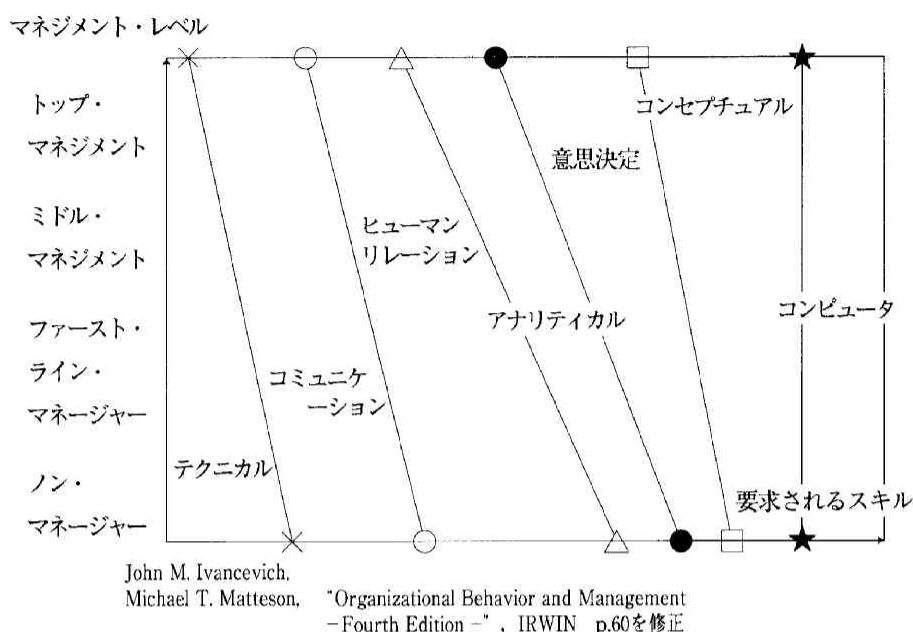 マネジメント・レベル
トップ・
マネジメント
ミドル・
マネジメント
ファースト・
ライン・
マネージャー
ノン・
マネージャー
テクニカル
コミュニケ
ーション
ヒューマン
リレーション
アナリティカル
意思決定
コンセプチュアル
コンピュータ
要求されるスキル
John M. Ivancevich,
Michael T. Matteson, "Organizational Behavior and Management
-Fourth Edition -", IRWIN p.60を修正